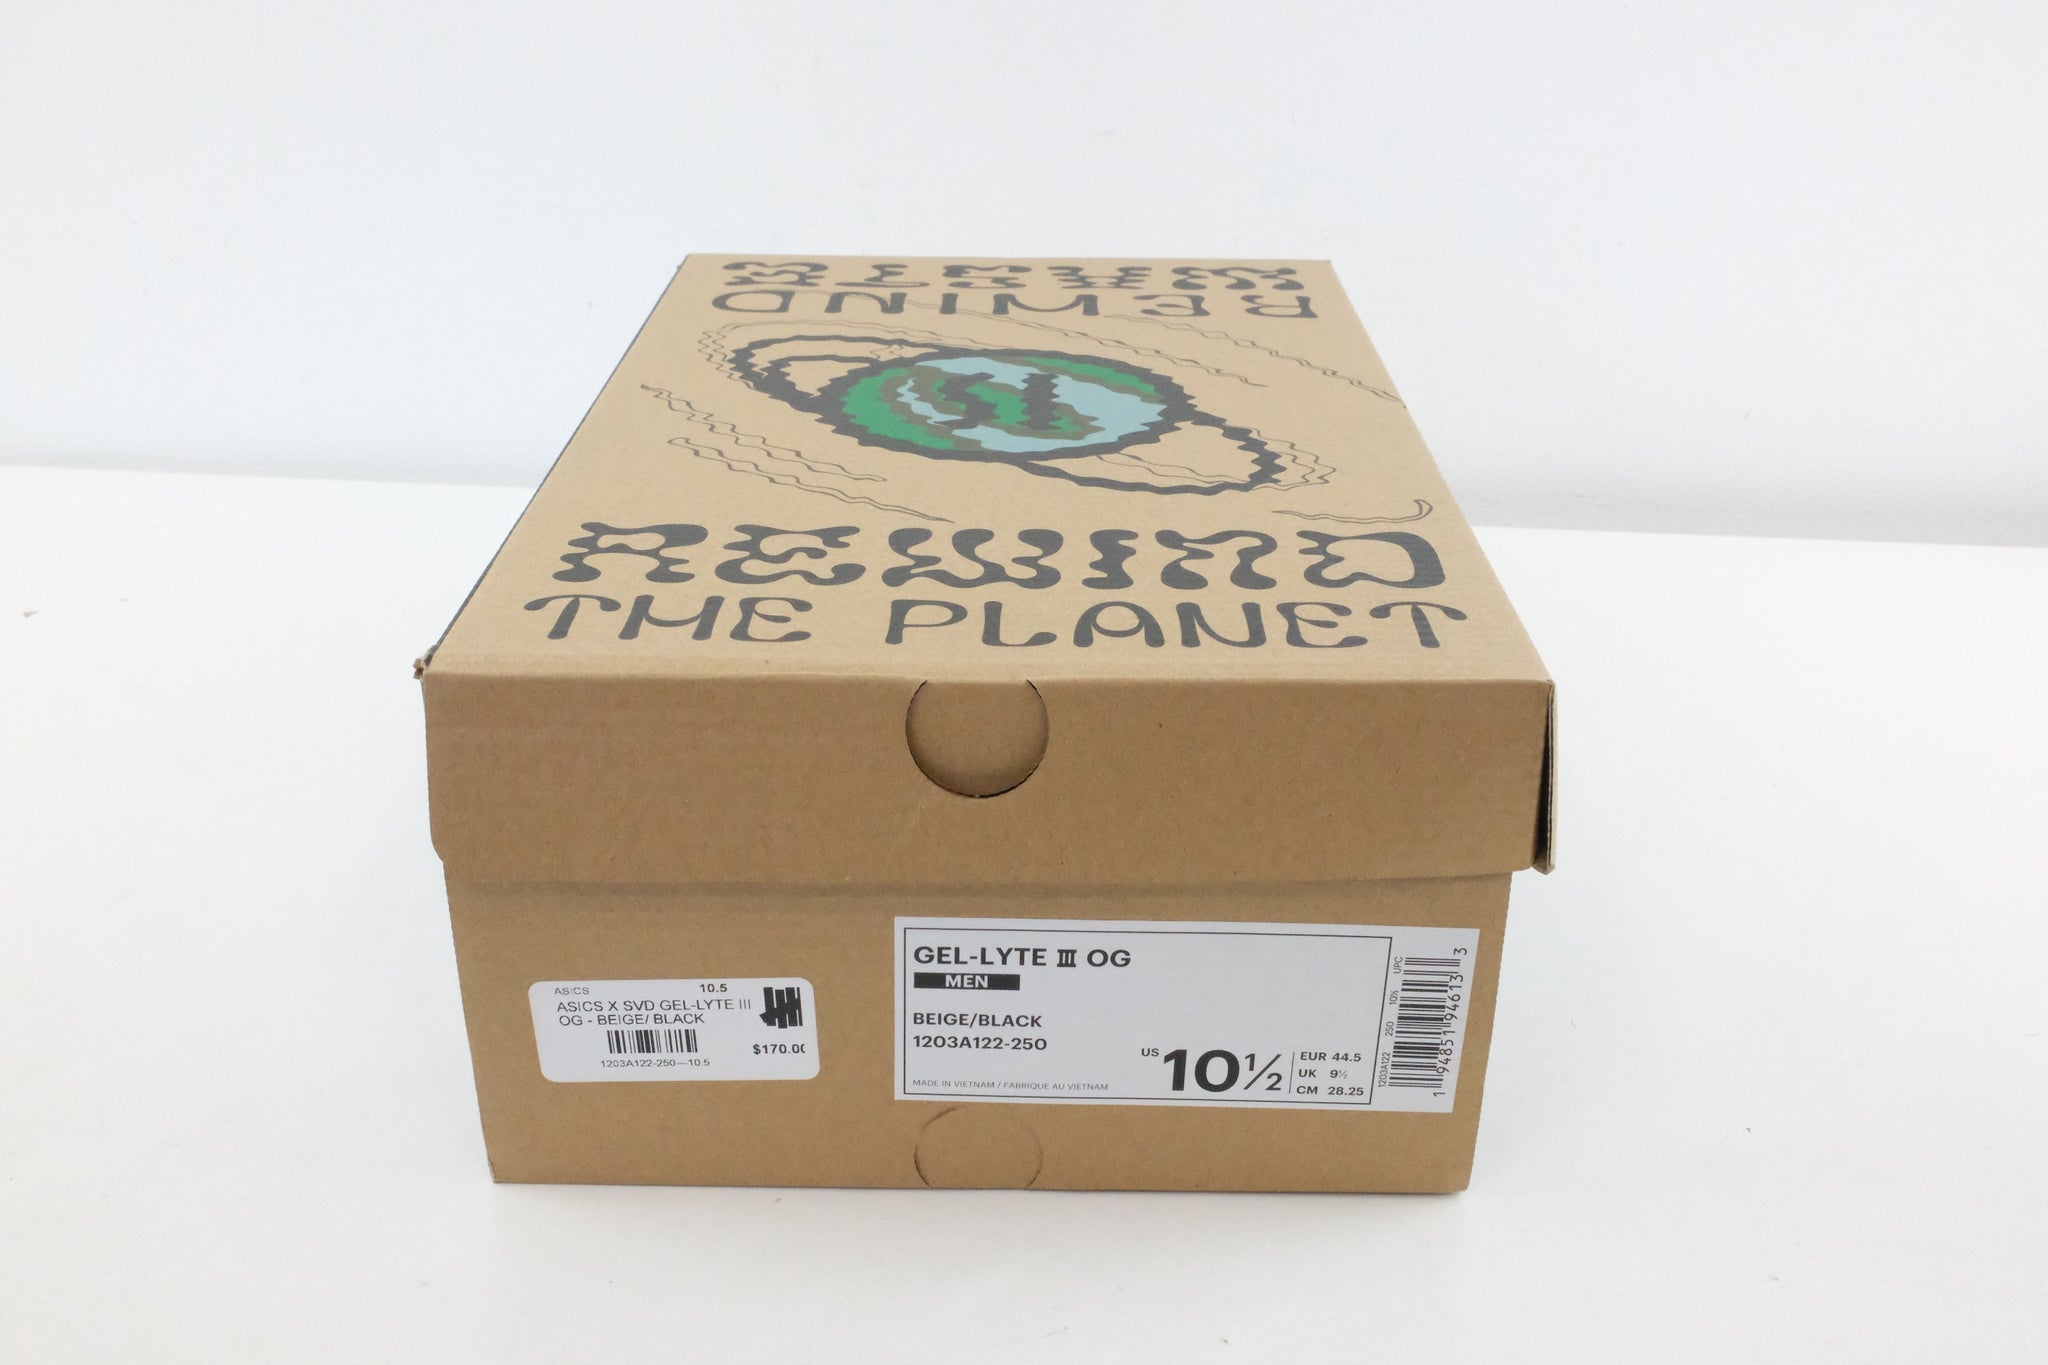 WASTE
REWIND
SV
REWIND
THE PLANET
ASICS 10.5
ASICS X SVD GEL-LYTE III
OG - BEIGE/ BLACK
$170.00
1203A122-250—10.5
GEL-LYTE III OG
MEN
BEIGE/BLACK
1203A122-250
US 10½
EUR 44.5
UK 9½
CM 28.25
MADE IN VIETNAM / FABRIQUE AU VIETNAM
1203A122 250 10½ UPC
1 94851 94613 3